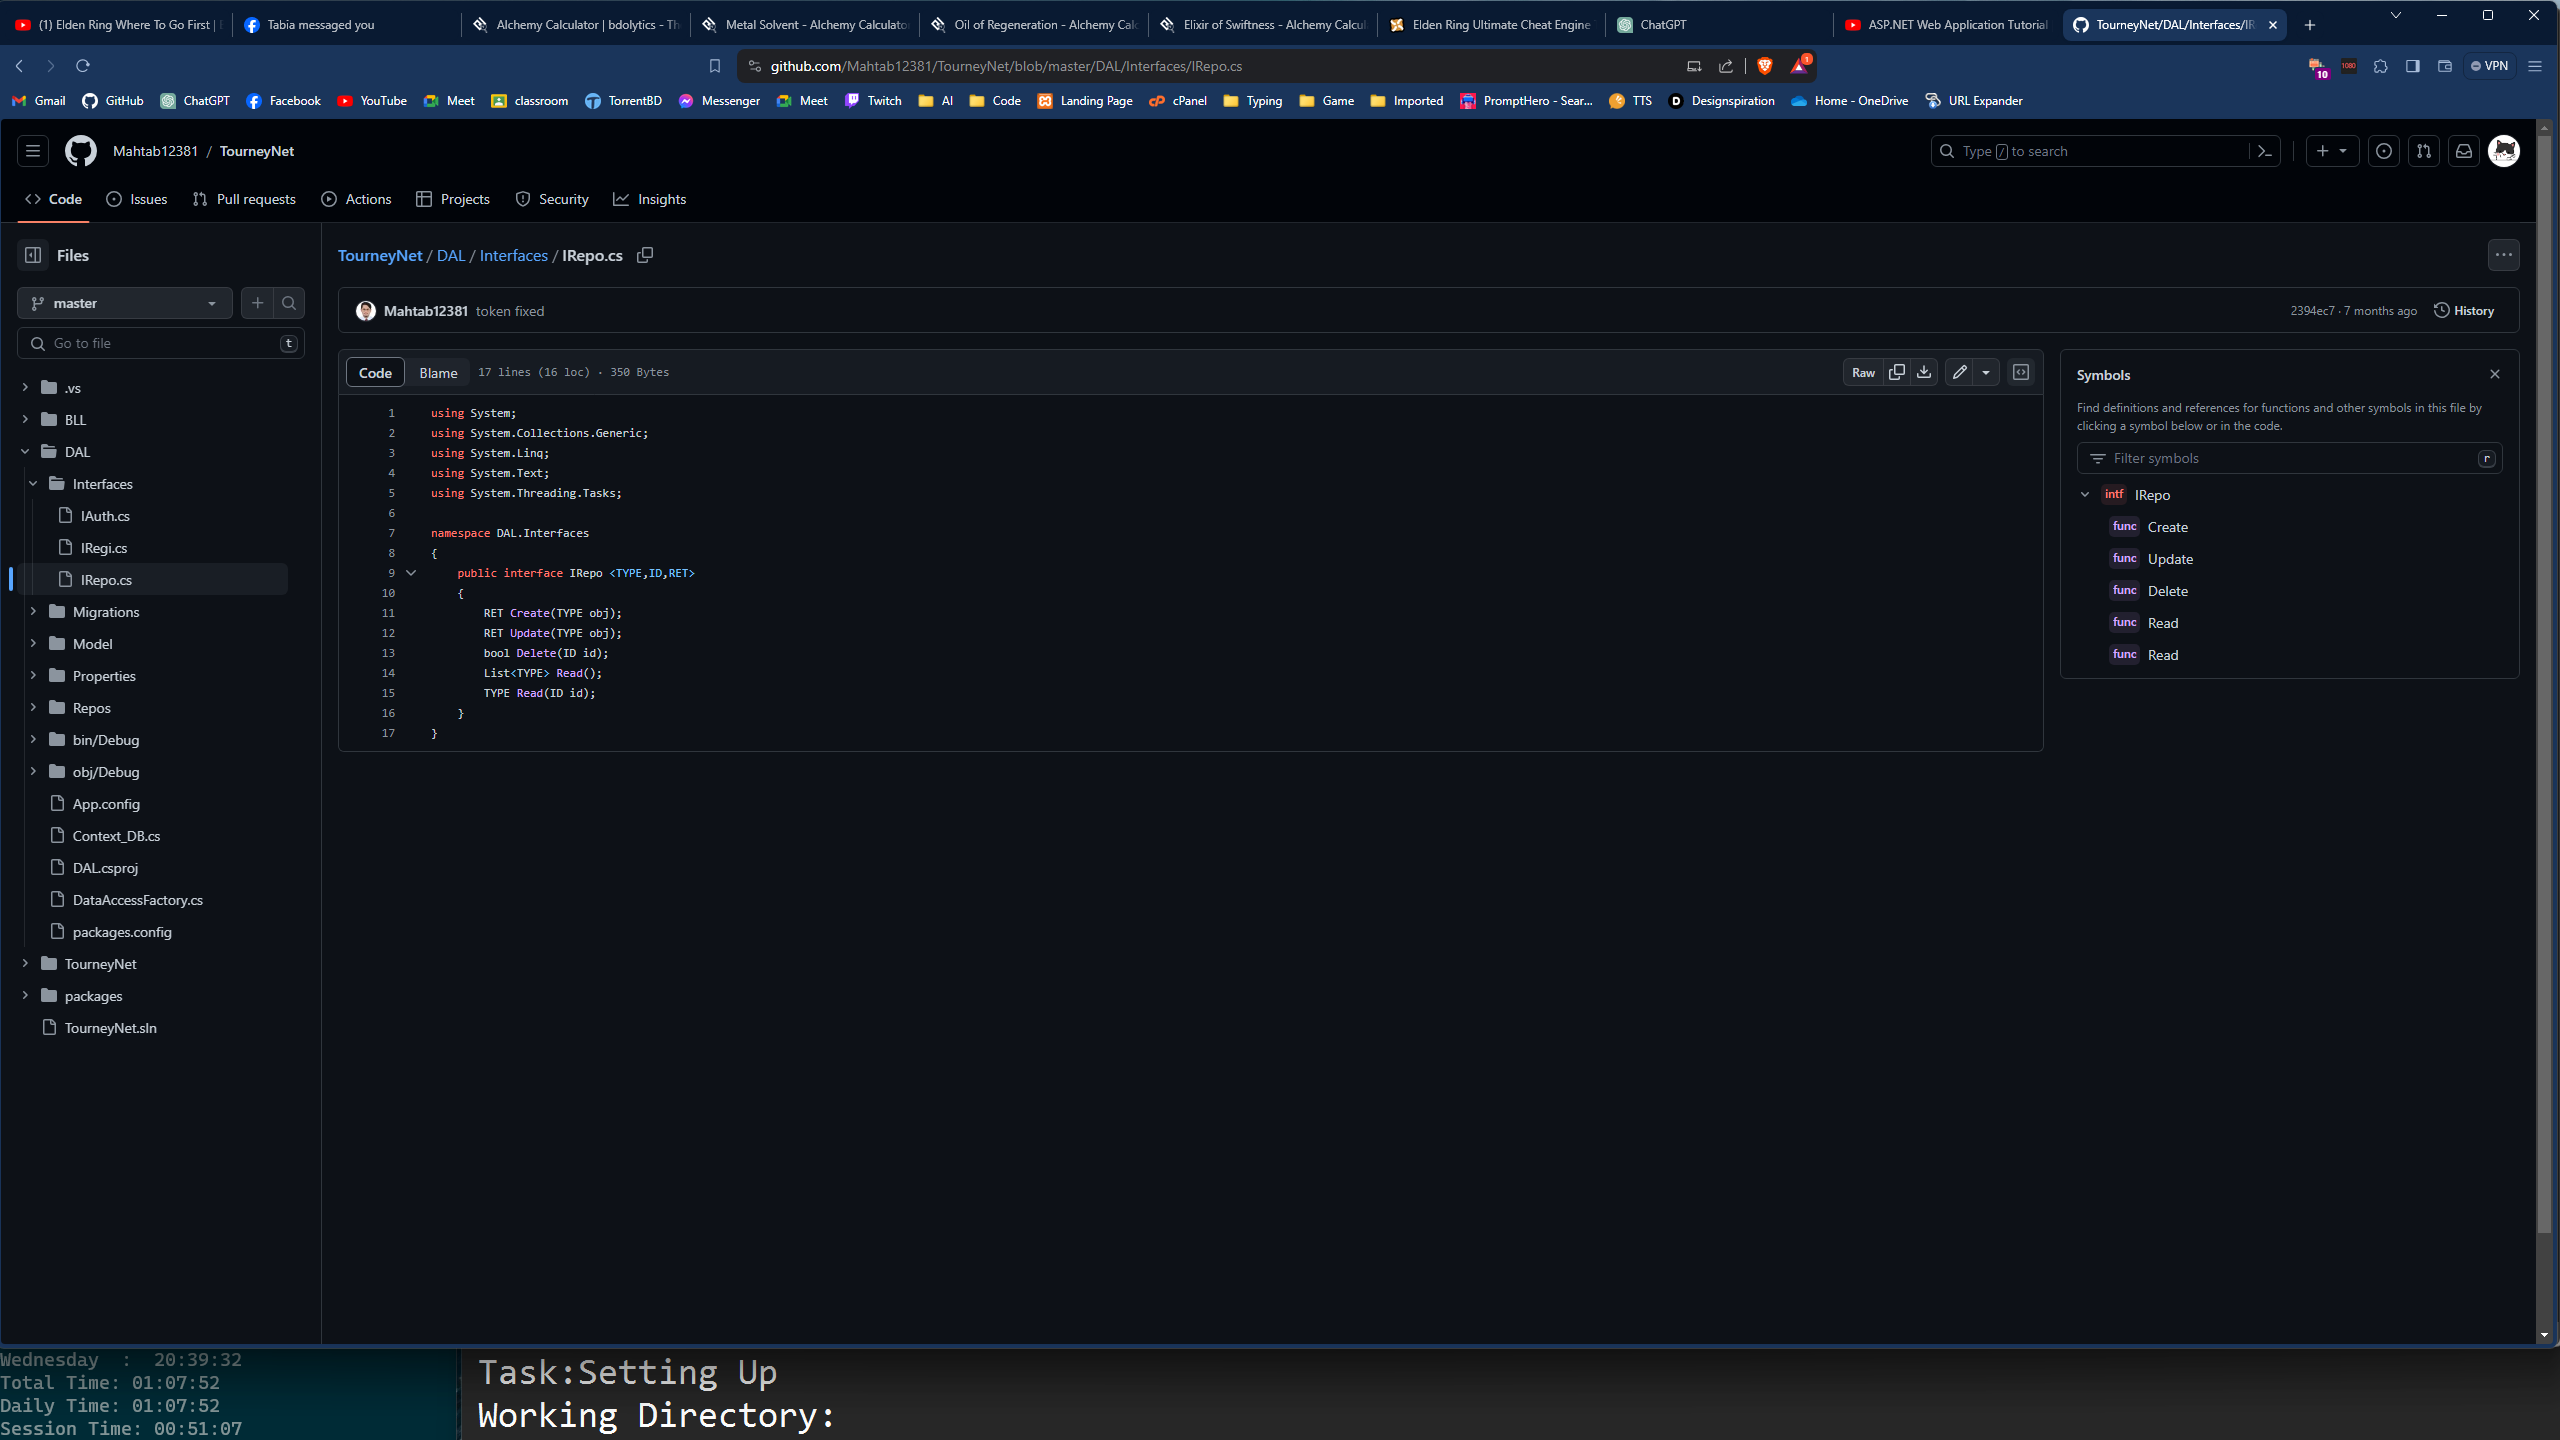 (1) Elden Ring Where To Go First |
Tabia messaged you
Alchemy Calculator | bdolytics - Th
Metal Solvent - Alchemy Calculato
Oil of Regeneration - Alchemy Calc
Elixir of Swiftness - Alchemy Calcul
Elden Ring Ultimate Cheat Engine
ChatGPT
ASP.NET Web Application Tutorial
TourneyNet/DAL/Interfaces/IR
github.com/Mahtab12381/TourneyNet/blob/master/DAL/Interfaces/IRepo.cs
1
10
1080
VPN
Gmail
GitHub
ChatGPT
Facebook
YouTube
Meet
classroom
TorrentBD
Messenger
Meet
Twitch
AI
Code
Landing Page
cPanel
Typing
Game
Imported
PromptHero - Sear...
TTS
Designspiration
Home - OneDrive
URL Expander
Mahtab12381 / TourneyNet
Type / to search
Code
Issues
Pull requests
Actions
Projects
Security
Insights
Files
master
Go to file
t
.vs
BLL
DAL
Interfaces
IAuth.cs
IRegi.cs
IRepo.cs
Migrations
Model
Properties
Repos
bin/Debug
obj/Debug
App.config
Context_DB.cs
DAL.csproj
DataAccessFactory.cs
packages.config
TourneyNet
packages
TourneyNet.sln
TourneyNet / DAL / Interfaces / IRepo.cs
Mahtab12381 token fixed
2394ec7 · 7 months ago
History
Code
Blame
17 lines (16 loc) · 350 Bytes
Raw
1 using System;
2 using System.Collections.Generic;
3 using System.Linq;
4 using System.Text;
5 using System.Threading.Tasks;
6
7 namespace DAL.Interfaces
8 {
9 public interface IRepo <TYPE,ID,RET>
10 {
11 RET Create(TYPE obj);
12 RET Update(TYPE obj);
13 bool Delete(ID id);
14 List<TYPE> Read();
15 TYPE Read(ID id);
16 }
17 }
Symbols
Find definitions and references for functions and other symbols in this file by
clicking a symbol below or in the code.
Filter symbols
r
intf IRepo
func Create
func Update
func Delete
func Read
func Read
Wednesday : 20:39:32
Total Time: 01:07:52
Daily Time: 01:07:52
Session Time: 00:51:07
Task:Setting Up
Working Directory: